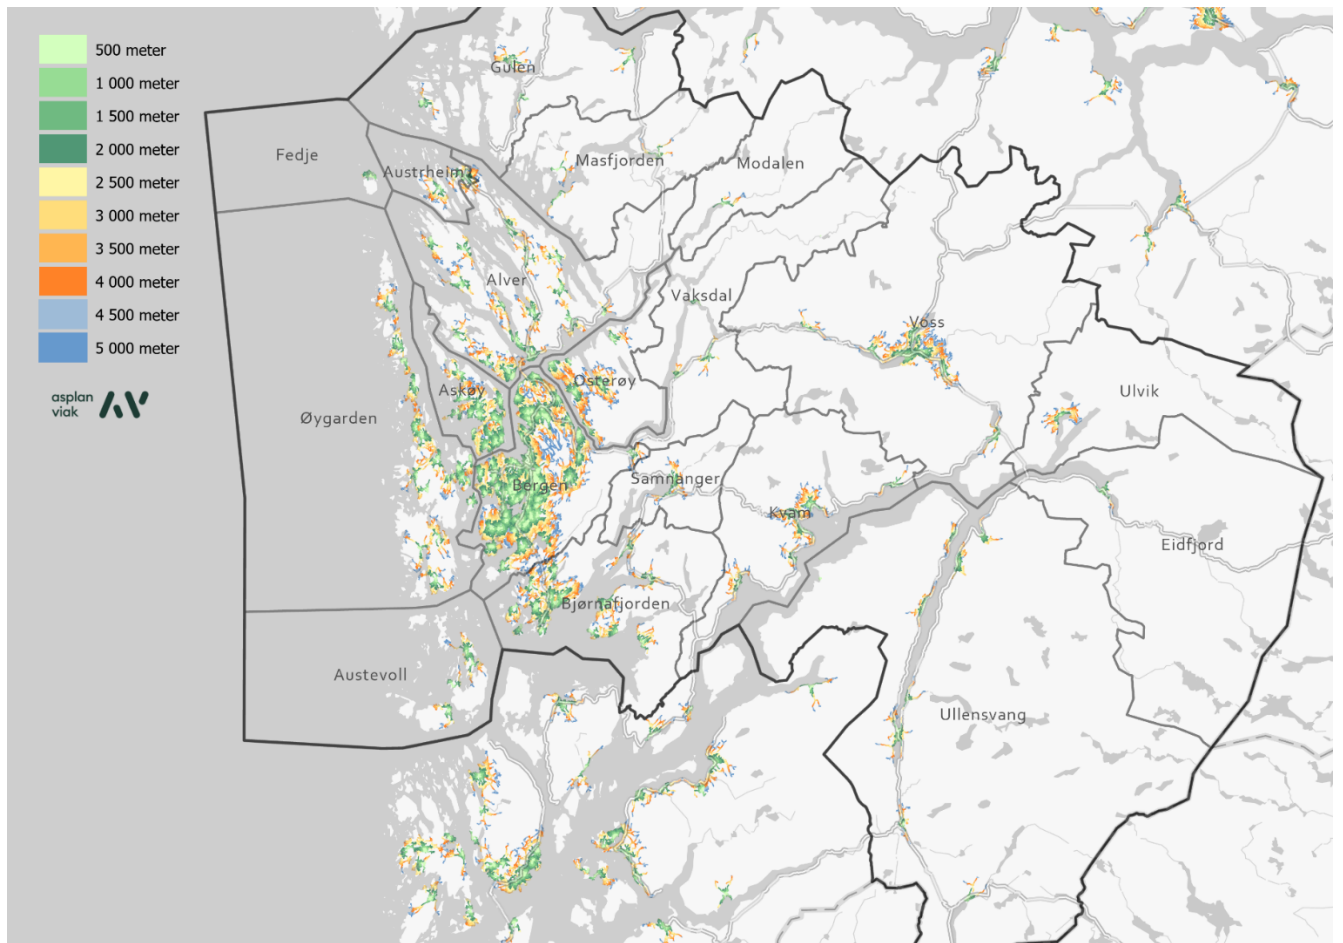 500 meter
1 000 meter
1 500 meter
2 000 meter
2 500 meter
3 000 meter
3 500 meter
4 000 meter
4 500 meter
5 000 meter
asplan
viak
Gulen
Fedje
Masfjorden
Modalen
Austrheim
Alver
Vaksdal
Voss
Osterøy
Askøy
Ulvik
Øygarden
Samnanger
Bergen
Kvam
Eidfjord
Bjørnafjorden
Austevoll
Ullensvang